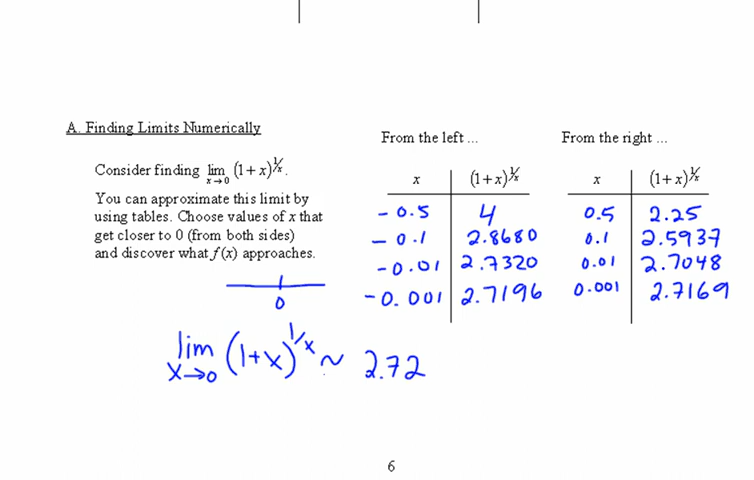 A. Finding Limits Numerically
Consider finding lim x→0 (1+x)^1/x.
You can approximate this limit by
using tables. Choose values of x that
get closer to 0 (from both sides)
and discover what f(x) approaches.
0
From the left ...
x (1+x)^1/x
-0.5 4
-0.1 2.8680
-0.01 2.7320
-0.001 2.7196
From the right ...
x (1+x)^1/x
0.5 2.25
0.1 2.5937
0.01 2.7048
0.001 2.7169
lim x→0 (1+x)^1/x ~ 2.72
6